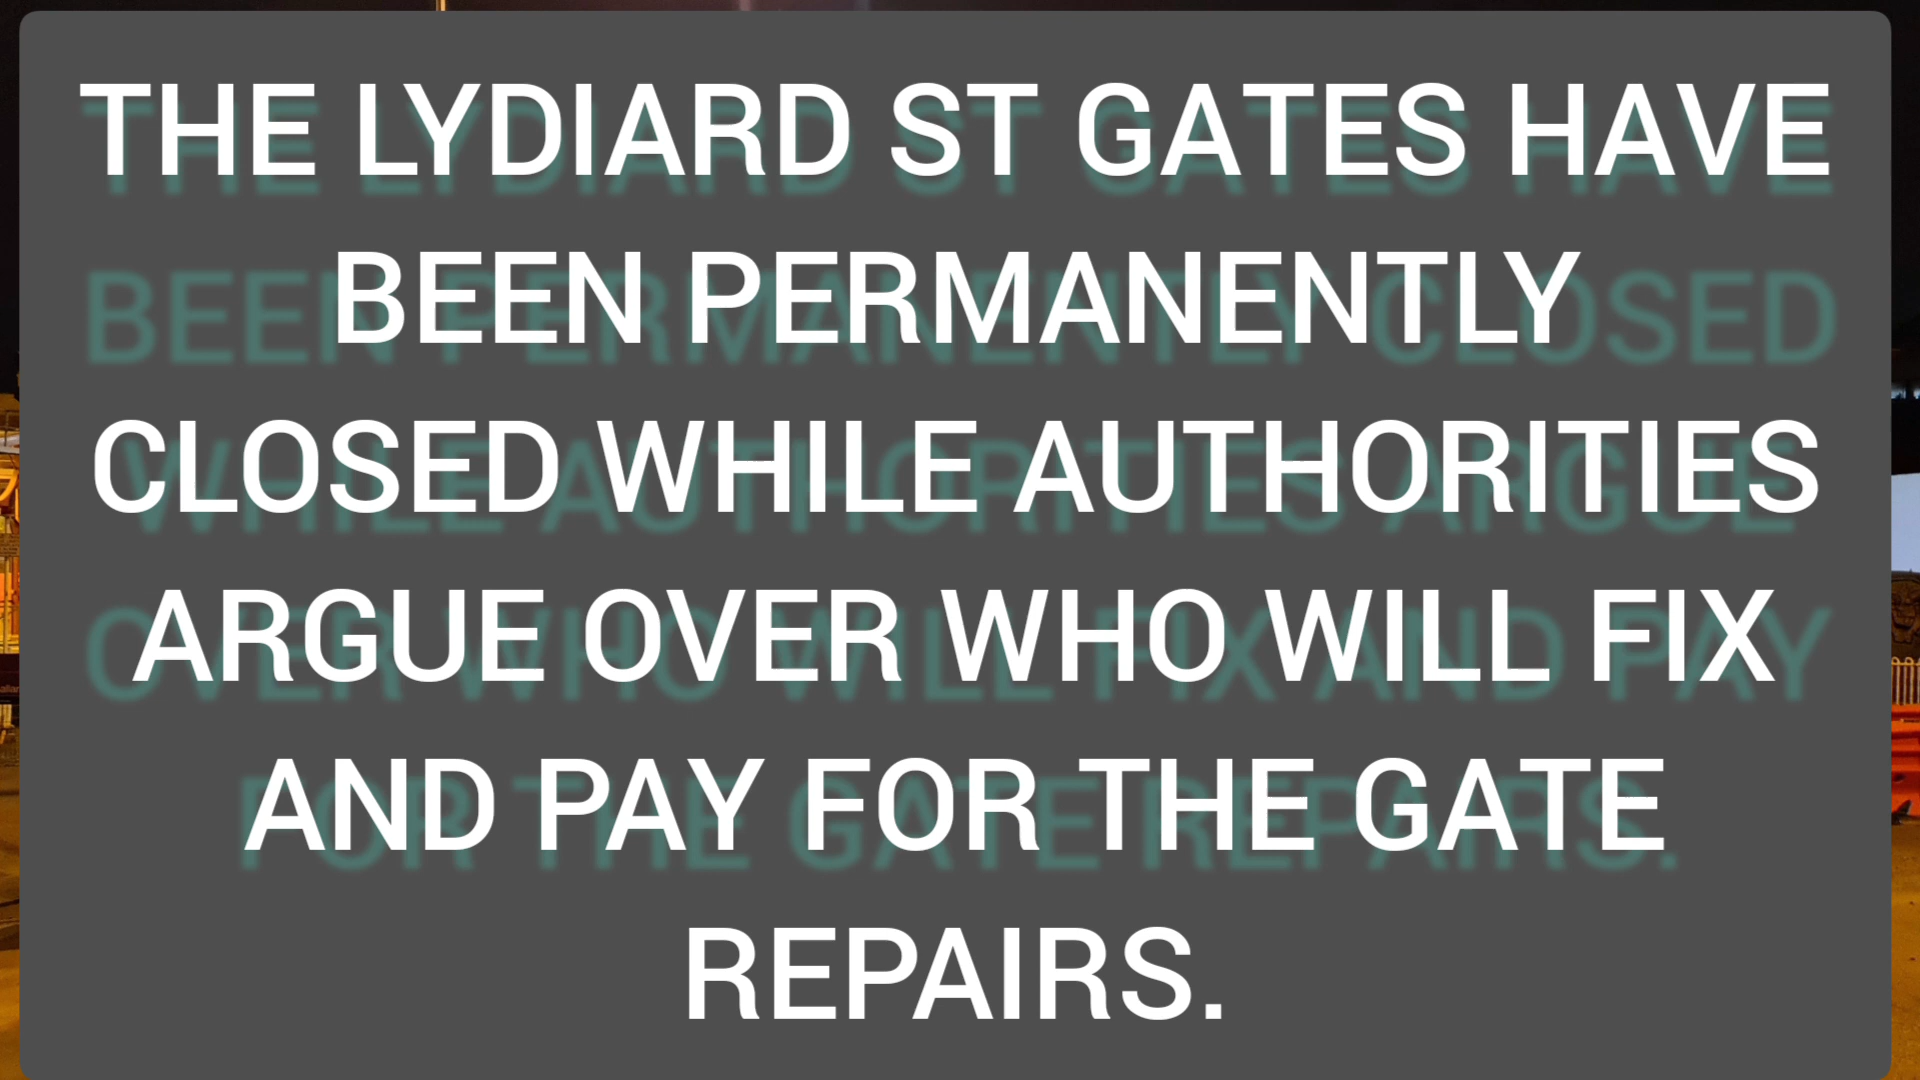 THE LYDIARD ST GATES HAVE
BEEN PERMANENTLY
CLOSED WHILE AUTHORITIES
ARGUE OVER WHO WILL FIX
AND PAY FOR THE GATE
REPAIRS.